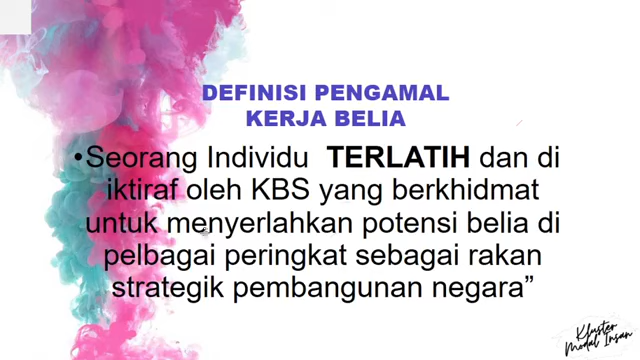 DEFINISI PENGAMAL
KERJA BELIA
•Seorang Individu TERLATIH dan di
iktiraf oleh KBS yang berkhidmat
untuk menyerlahkan potensi belia di
pelbagai peringkat sebagai rakan
strategik pembangunan negara”
Kluster
Modal Insan